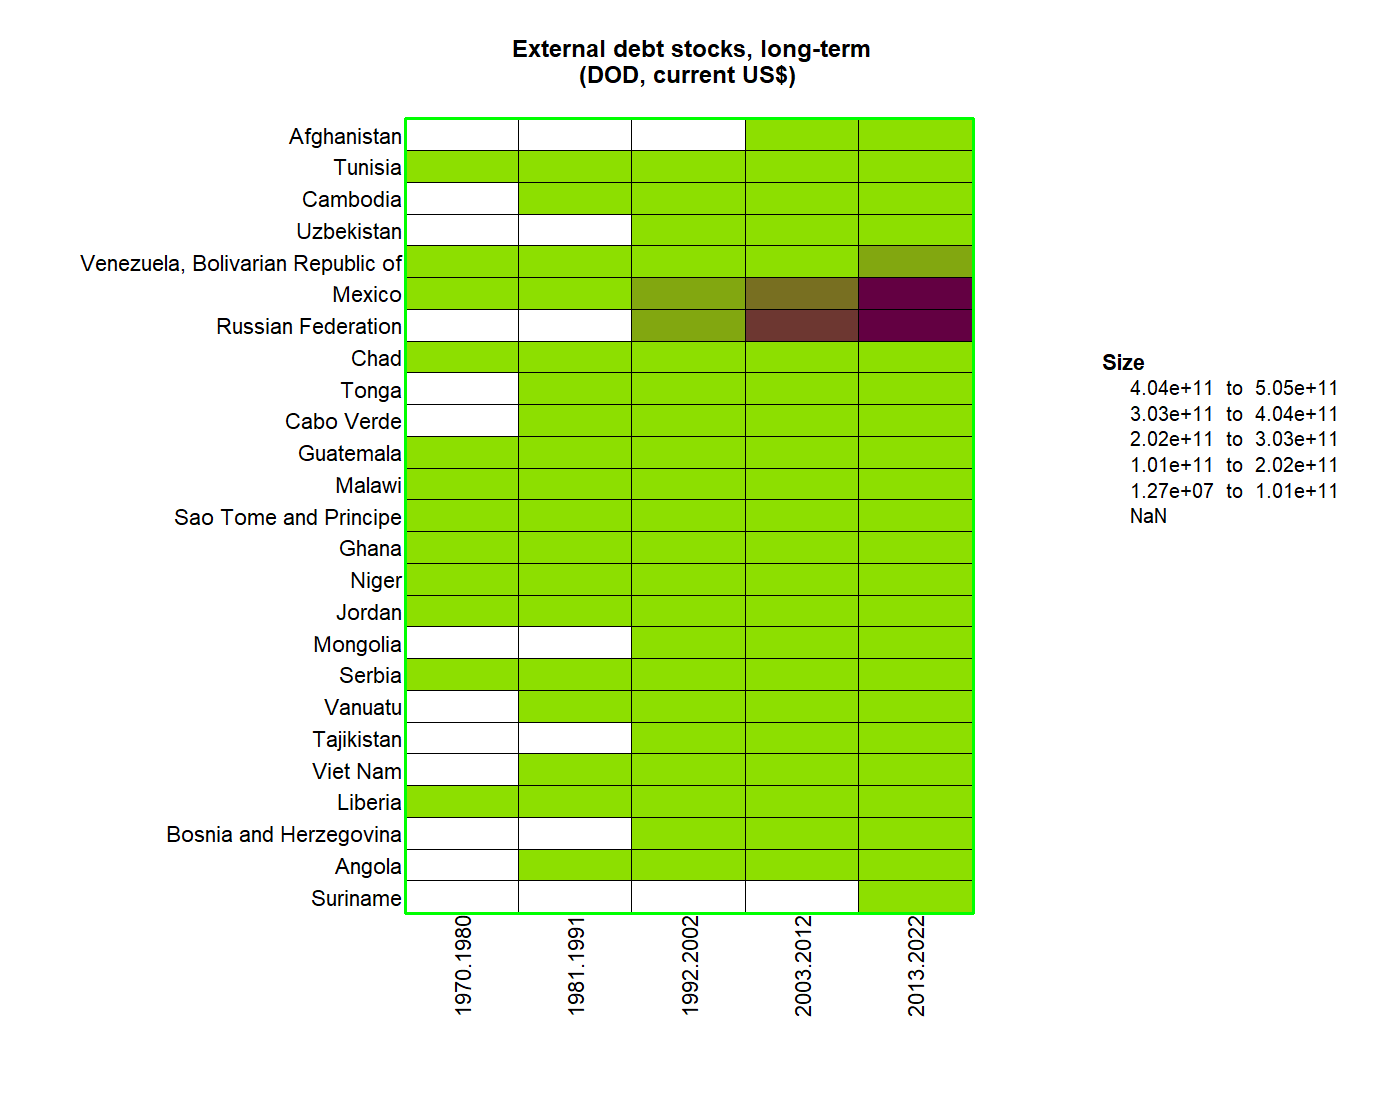 External debt stocks, long-term
(DOD, current US$)
Afghanistan
Tunisia
Cambodia
Uzbekistan
Venezuela, Bolivarian Republic of
Mexico
Russian Federation
Chad
Tonga
Cabo Verde
Guatemala
Malawi
Sao Tome and Principe
Ghana
Niger
Jordan
Mongolia
Serbia
Vanuatu
Tajikistan
Viet Nam
Liberia
Bosnia and Herzegovina
Angola
Suriname
1970.1980
1981.1991
1992.2002
2003.2012
2013.2022
Size
4.04e+11 to 5.05e+11
3.03e+11 to 4.04e+11
2.02e+11 to 3.03e+11
1.01e+11 to 2.02e+11
1.27e+07 to 1.01e+11
NaN